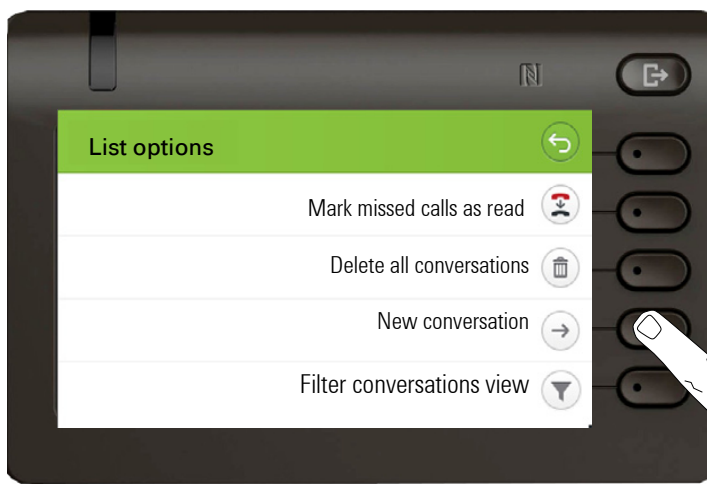 List options
Mark missed calls as read
Delete all conversations
New conversation
Filter conversations view